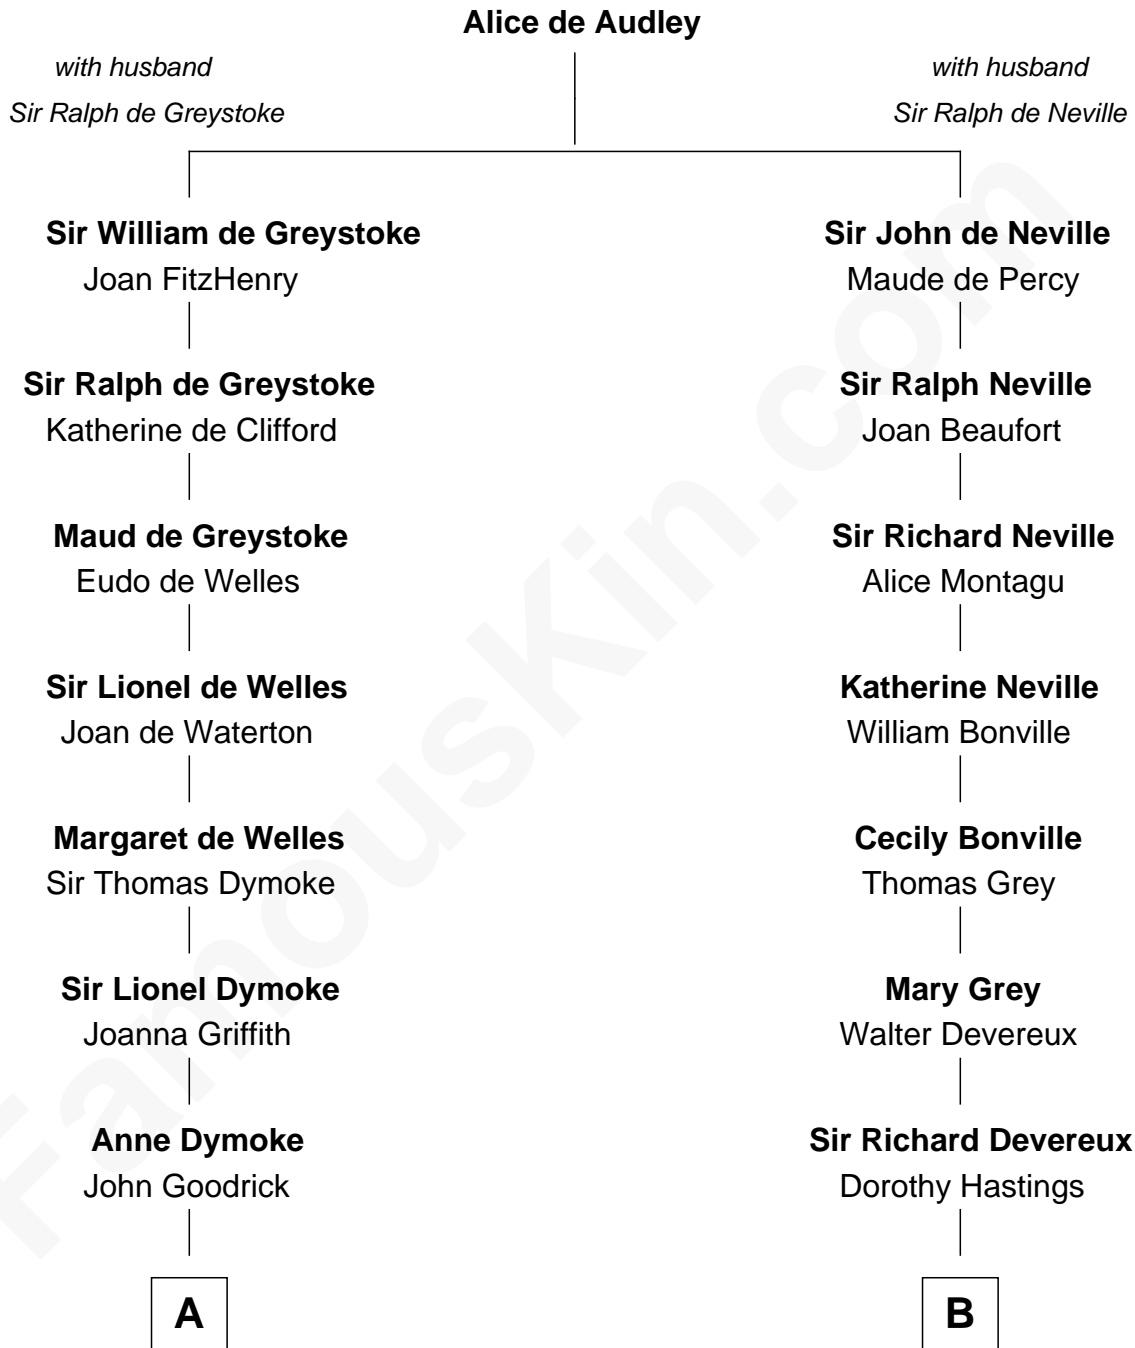 Alice de Audley
with husband
Sir Ralph de Greystoke
with husband
Sir Ralph de Neville
Sir William de Greystoke
Joan FitzHenry
Sir John de Neville
Maude de Percy
Sir Ralph de Greystoke
Katherine de Clifford
Sir Ralph Neville
Joan Beaufort
Maud de Greystoke
Eudo de Welles
Sir Richard Neville
Alice Montagu
Sir Lionel de Welles
Joan de Waterton
Katherine Neville
William Bonville
Margaret de Welles
Sir Thomas Dymoke
Cecily Bonville
Thomas Grey
Sir Lionel Dymoke
Joanna Griffith
Mary Grey
Walter Devereux
Anne Dymoke
John Goodrick
Sir Richard Devereux
Dorothy Hastings
A
B
FamousKin.com